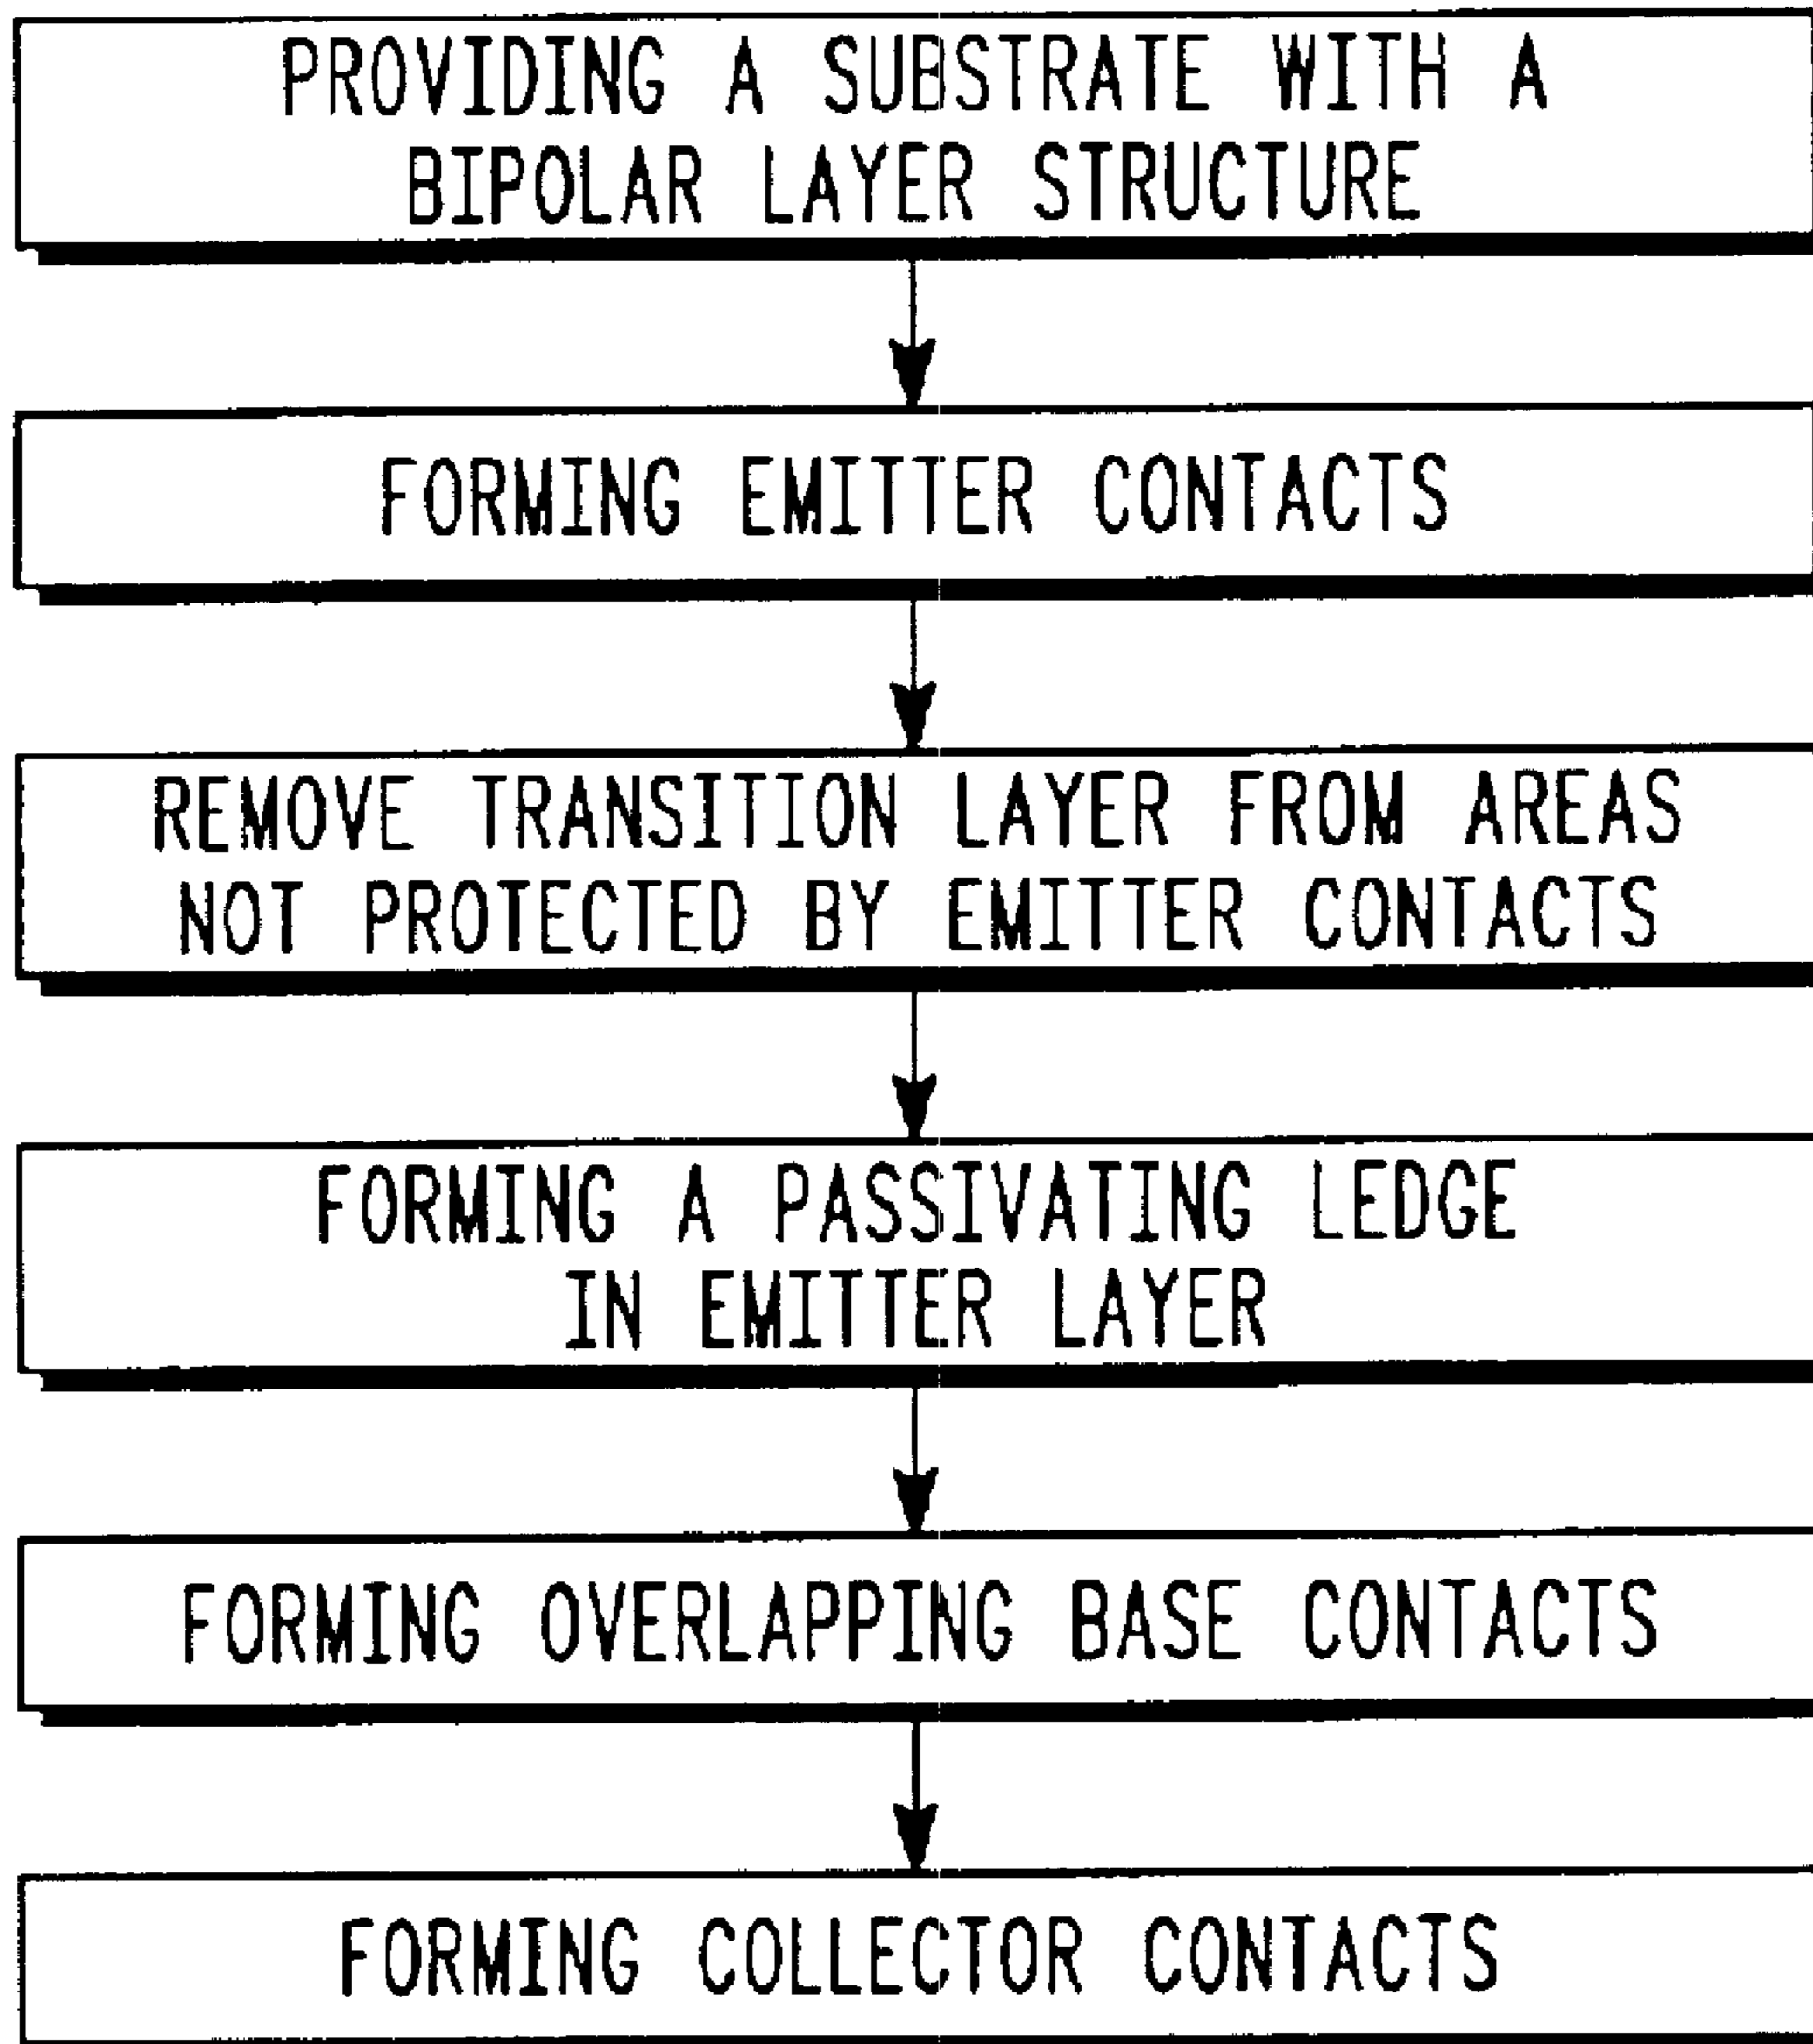 PROVIDING A SUBSTRATE WITH A
BIPOLAR LAYER STRUCTURE
FORMING EMITTER CONTACTS
REMOVE TRANSITION LAYER FROM AREAS
NOT PROTECTED BY EMITTER CONTACTS
FORMING A PASSIVATING LEDGE
IN EMITTER LAYER
FORMING OVERLAPPING BASE CONTACTS
FORMING COLLECTOR CONTACTS